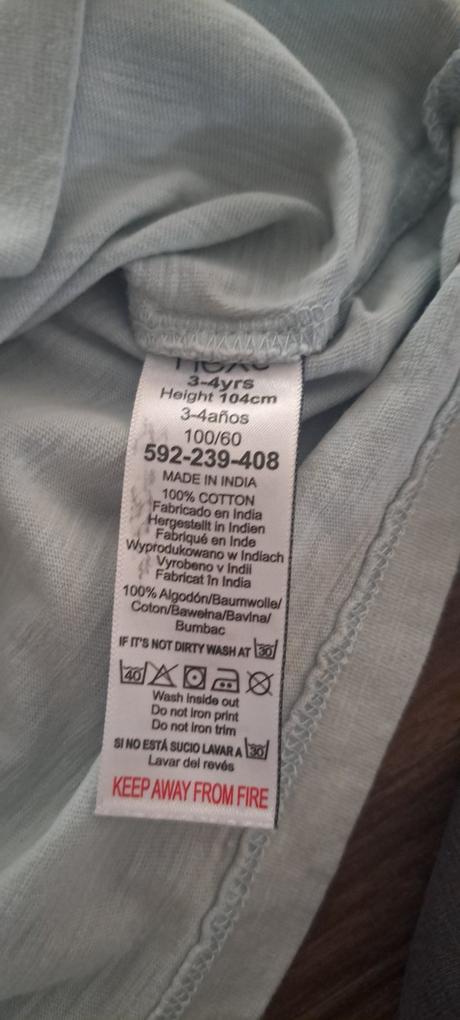 next
3-4yrs
Height 104cm
3-4años
100/60
592-239-408
MADE IN INDIA
100% COTTON
Fabricado en India
Hergestellt in Indien
Fabriqué en Inde
Wyprodukowano w Indiach
Vyrobeno v Indii
Fabricat în India
100% Algodón/Baumwolle/
Coton/Bawełna/Bavlna/
Bumbac
IF IT'S NOT DIRTY WASH AT 30
40
Wash inside out
Do not iron print
Do not iron trim
SI NO ESTÁ SUCIO LAVAR A 30
Lavar del revés
KEEP AWAY FROM FIRE